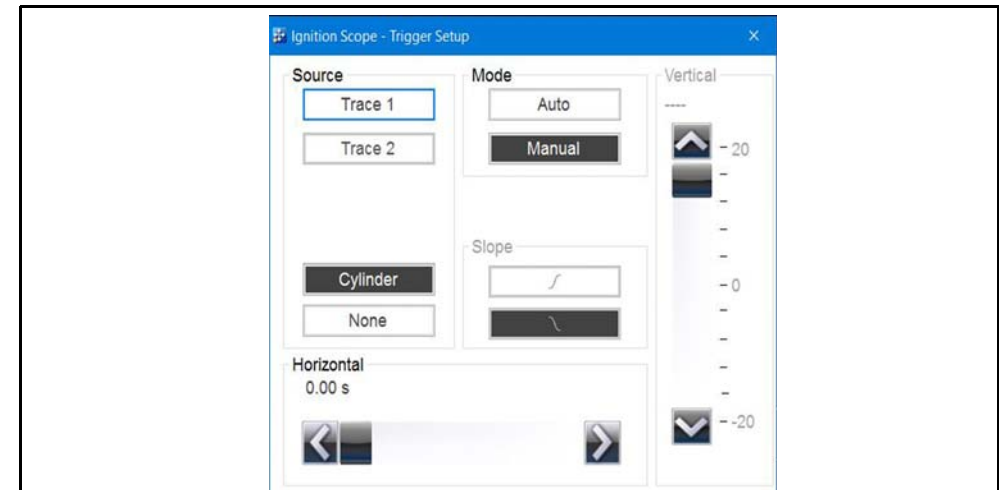 Ignition Scope - Trigger Setup
Source
Trace 1
Trace 2
Cylinder
None
Mode
Auto
Manual
Slope
Vertical
----
20
0
-20
Horizontal
0.00 s